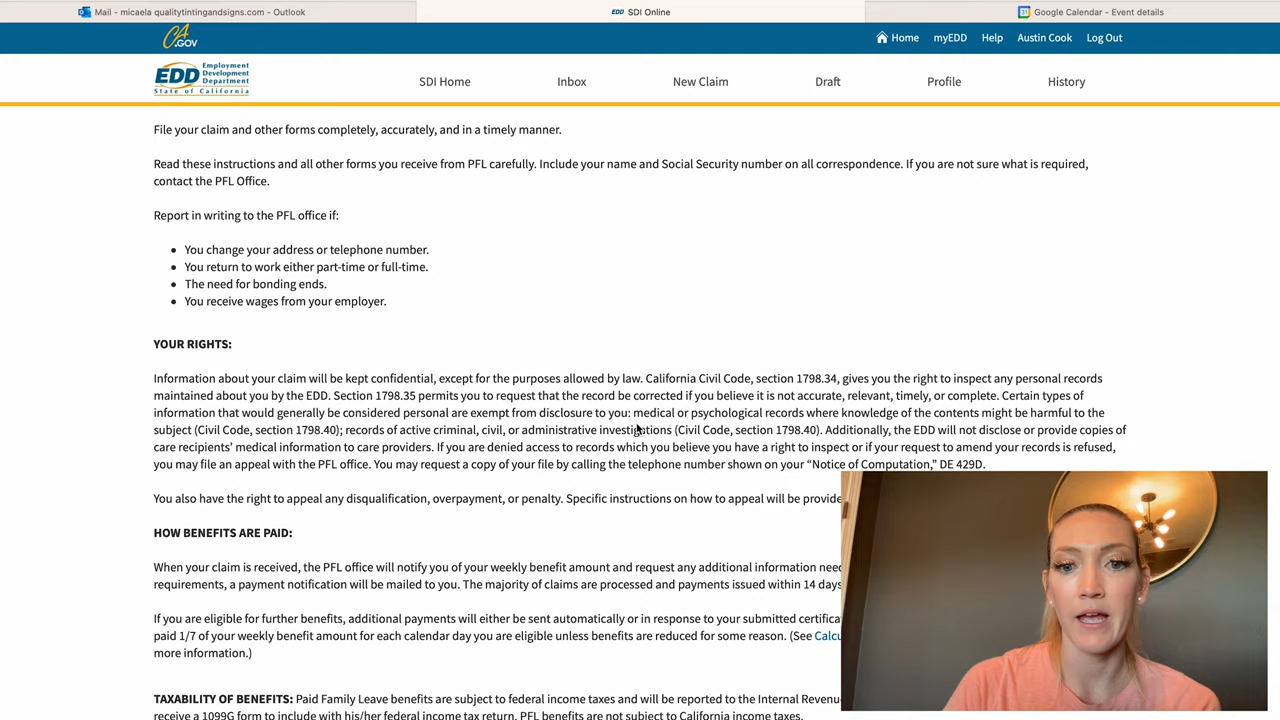 Mail - micaela qualitytintingandsigns.com - Outlook
EDD SDI Online
Google Calendar - Event details
CA.GOV
Home myEDD Help Austin Cook Log Out
EDD Employment Development Department State of California
SDI Home Inbox New Claim Draft Profile History
File your claim and other forms completely, accurately, and in a timely manner.
Read these instructions and all other forms you receive from PFL carefully. Include your name and Social Security number on all correspondence. If you are not sure what is required,
contact the PFL Office.
Report in writing to the PFL office if:
• You change your address or telephone number.
• You return to work either part-time or full-time.
• The need for bonding ends.
• You receive wages from your employer.
YOUR RIGHTS:
Information about your claim will be kept confidential, except for the purposes allowed by law. California Civil Code, section 1798.34, gives you the right to inspect any personal records
maintained about you by the EDD. Section 1798.35 permits you to request that the record be corrected if you believe it is not accurate, relevant, timely, or complete. Certain types of
information that would generally be considered personal are exempt from disclosure to you: medical or psychological records where knowledge of the contents might be harmful to the
subject (Civil Code, section 1798.40); records of active criminal, civil, or administrative investigations (Civil Code, section 1798.40). Additionally, the EDD will not disclose or provide copies of
care recipients' medical information to care providers. If you are denied access to records which you believe you have a right to inspect or if your request to amend your records is refused,
you may file an appeal with the PFL office. You may request a copy of your file by calling the telephone number shown on your “Notice of Computation,” DE 429D.
You also have the right to appeal any disqualification, overpayment, or penalty. Specific instructions on how to appeal will be provide
HOW BENEFITS ARE PAID:
When your claim is received, the PFL office will notify you of your weekly benefit amount and request any additional information nee
requirements, a payment notification will be mailed to you. The majority of claims are processed and payments issued within 14 days
If you are eligible for further benefits, additional payments will either be sent automatically or in response to your submitted certifica
paid 1/7 of your weekly benefit amount for each calendar day you are eligible unless benefits are reduced for some reason. (See Calcu
more information.)
TAXABILITY OF BENEFITS: Paid Family Leave benefits are subject to federal income taxes and will be reported to the Internal Revenu
receive a 1099G form to include with his/her federal income tax return. PFL benefits are not subject to California income taxes.